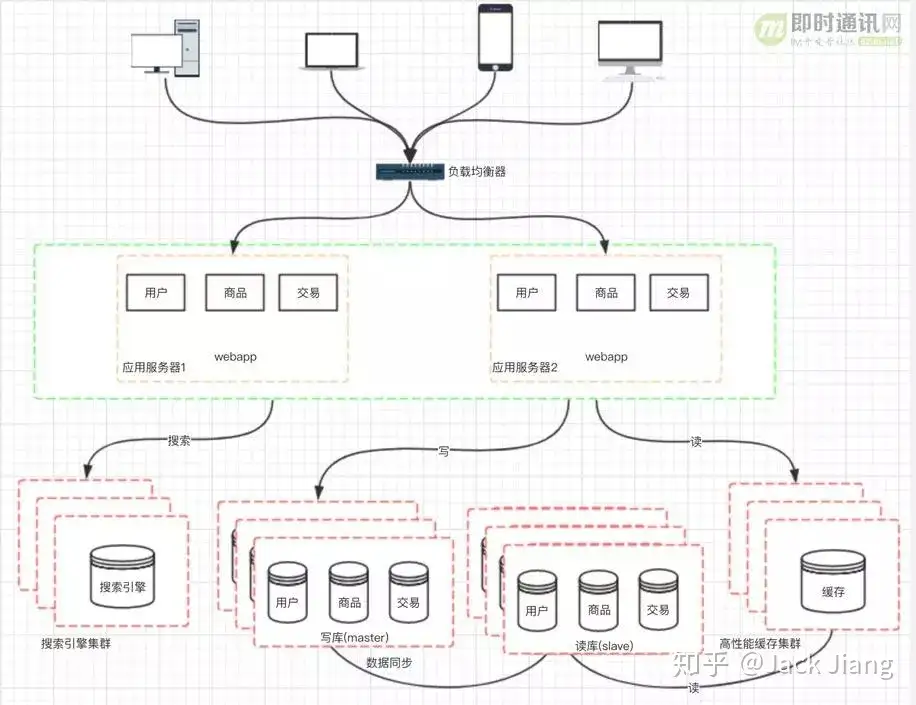 即时通讯网
负载均衡器
用户
商品
交易
webapp
应用服务器1
用户
商品
交易
webapp
应用服务器2
搜索
写
读
搜索引擎
搜索引擎集群
用户
商品
交易
写库(master)
数据同步
用户
商品
交易
读库(slave)
缓存
高性能缓存集群
读
知乎 @Jack Jiang